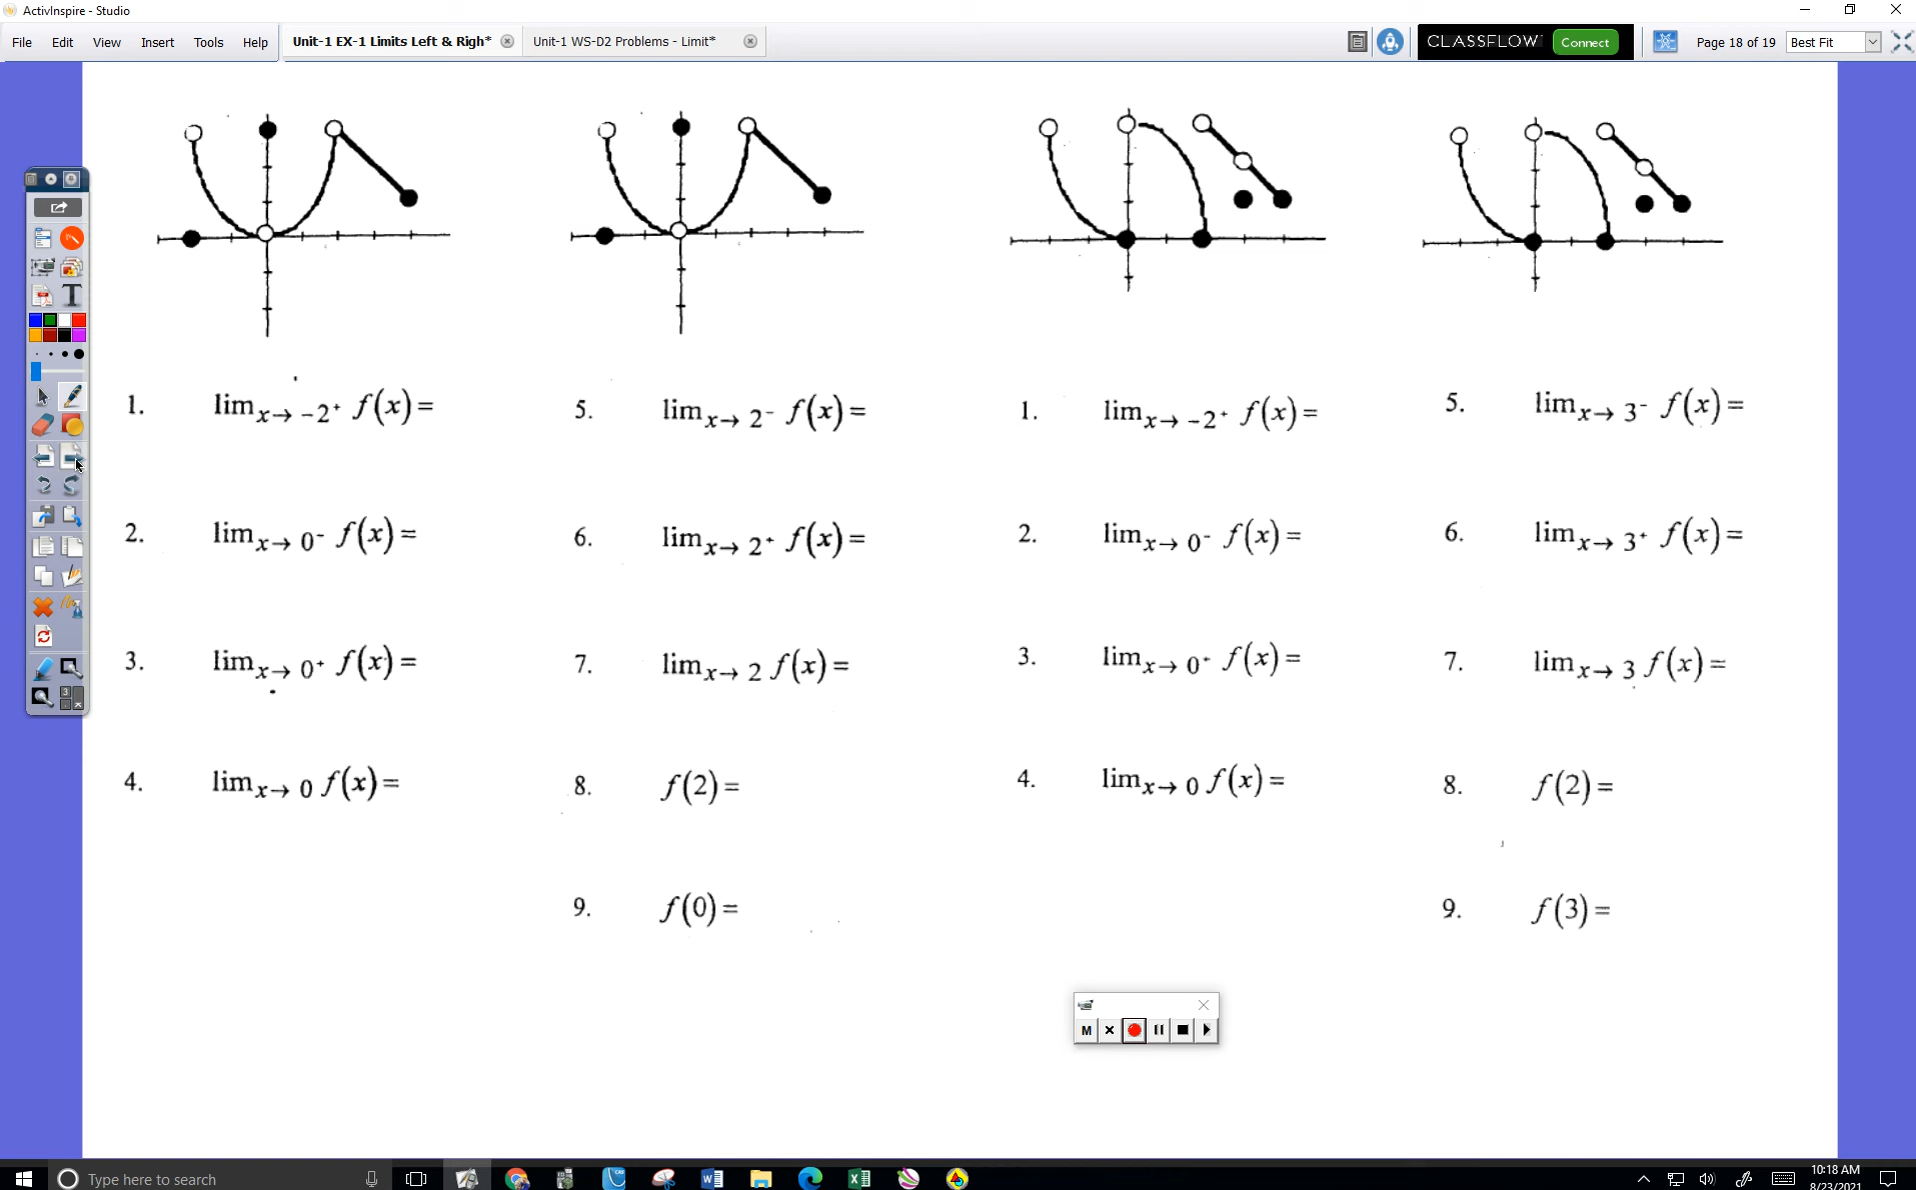 ActivInspire - Studio
File Edit View Insert Tools Help Unit-1 EX-1 Limits Left & Righ* Unit-1 WS-D2 Problems - Limit* CLASSFLOW Connect Page 18 of 19 Best Fit
1. lim x→ -2⁺ f(x)= 5. lim x→ 2⁻ f(x)= 1. lim x→ -2⁺ f(x)= 5. lim x→ 3⁻ f(x)=
2. lim x→ 0⁻ f(x)= 6. lim x→ 2⁺ f(x)= 2. lim x→ 0⁻ f(x)= 6. lim x→ 3⁺ f(x)=
3. lim x→ 0⁺ f(x)= 7. lim x→ 2 f(x)= 3. lim x→ 0⁺ f(x)= 7. lim x→ 3 f(x)=
4. lim x→ 0 f(x)= 8. f(2)= 4. lim x→ 0 f(x)= 8. f(2)=
9. f(0)= 9. f(3)=
T
3
M
Type here to search
10:18 AM
8/23/2021